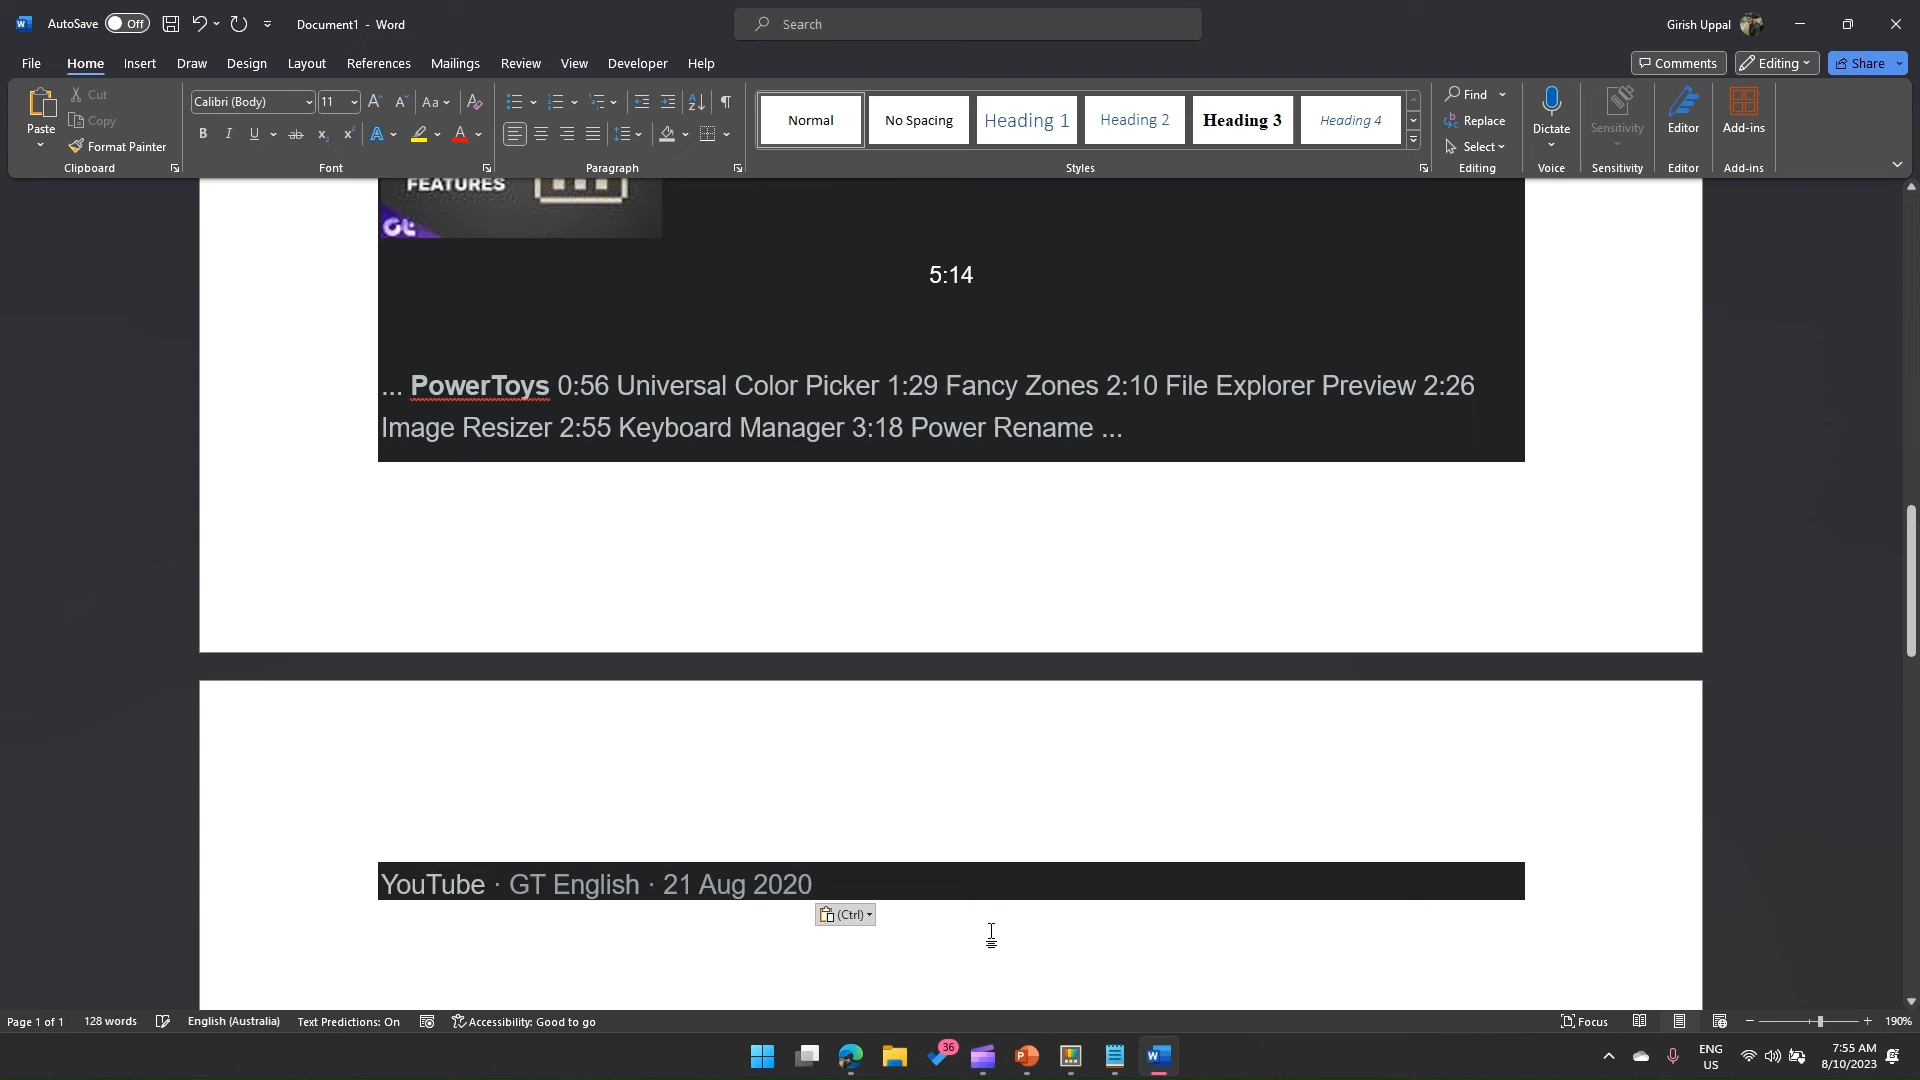 AutoSave Off Document1 - Word Search Girish Uppal
File Home Insert Draw Design Layout References Mailings Review View Developer Help Comments Editing Share
Paste Cut Copy Format Painter Clipboard
Calibri (Body) 11 Aa
B I U ab x₂ x² A A Font
Paragraph
Normal No Spacing Heading 1 Heading 2 Heading 3 Heading 4 Styles
Find Replace Select Editing
Dictate Voice
Sensitivity Sensitivity
Editor Editor
Add-ins Add-ins
FEATURES
Gt
5:14
... PowerToys 0:56 Universal Color Picker 1:29 Fancy Zones 2:10 File Explorer Preview 2:26
Image Resizer 2:55 Keyboard Manager 3:18 Power Rename ...
YouTube · GT English · 21 Aug 2020
(Ctrl)
Page 1 of 1 128 words English (Australia) Text Predictions: On Accessibility: Good to go Focus 190%
36
ENG
US
7:55 AM
8/10/2023